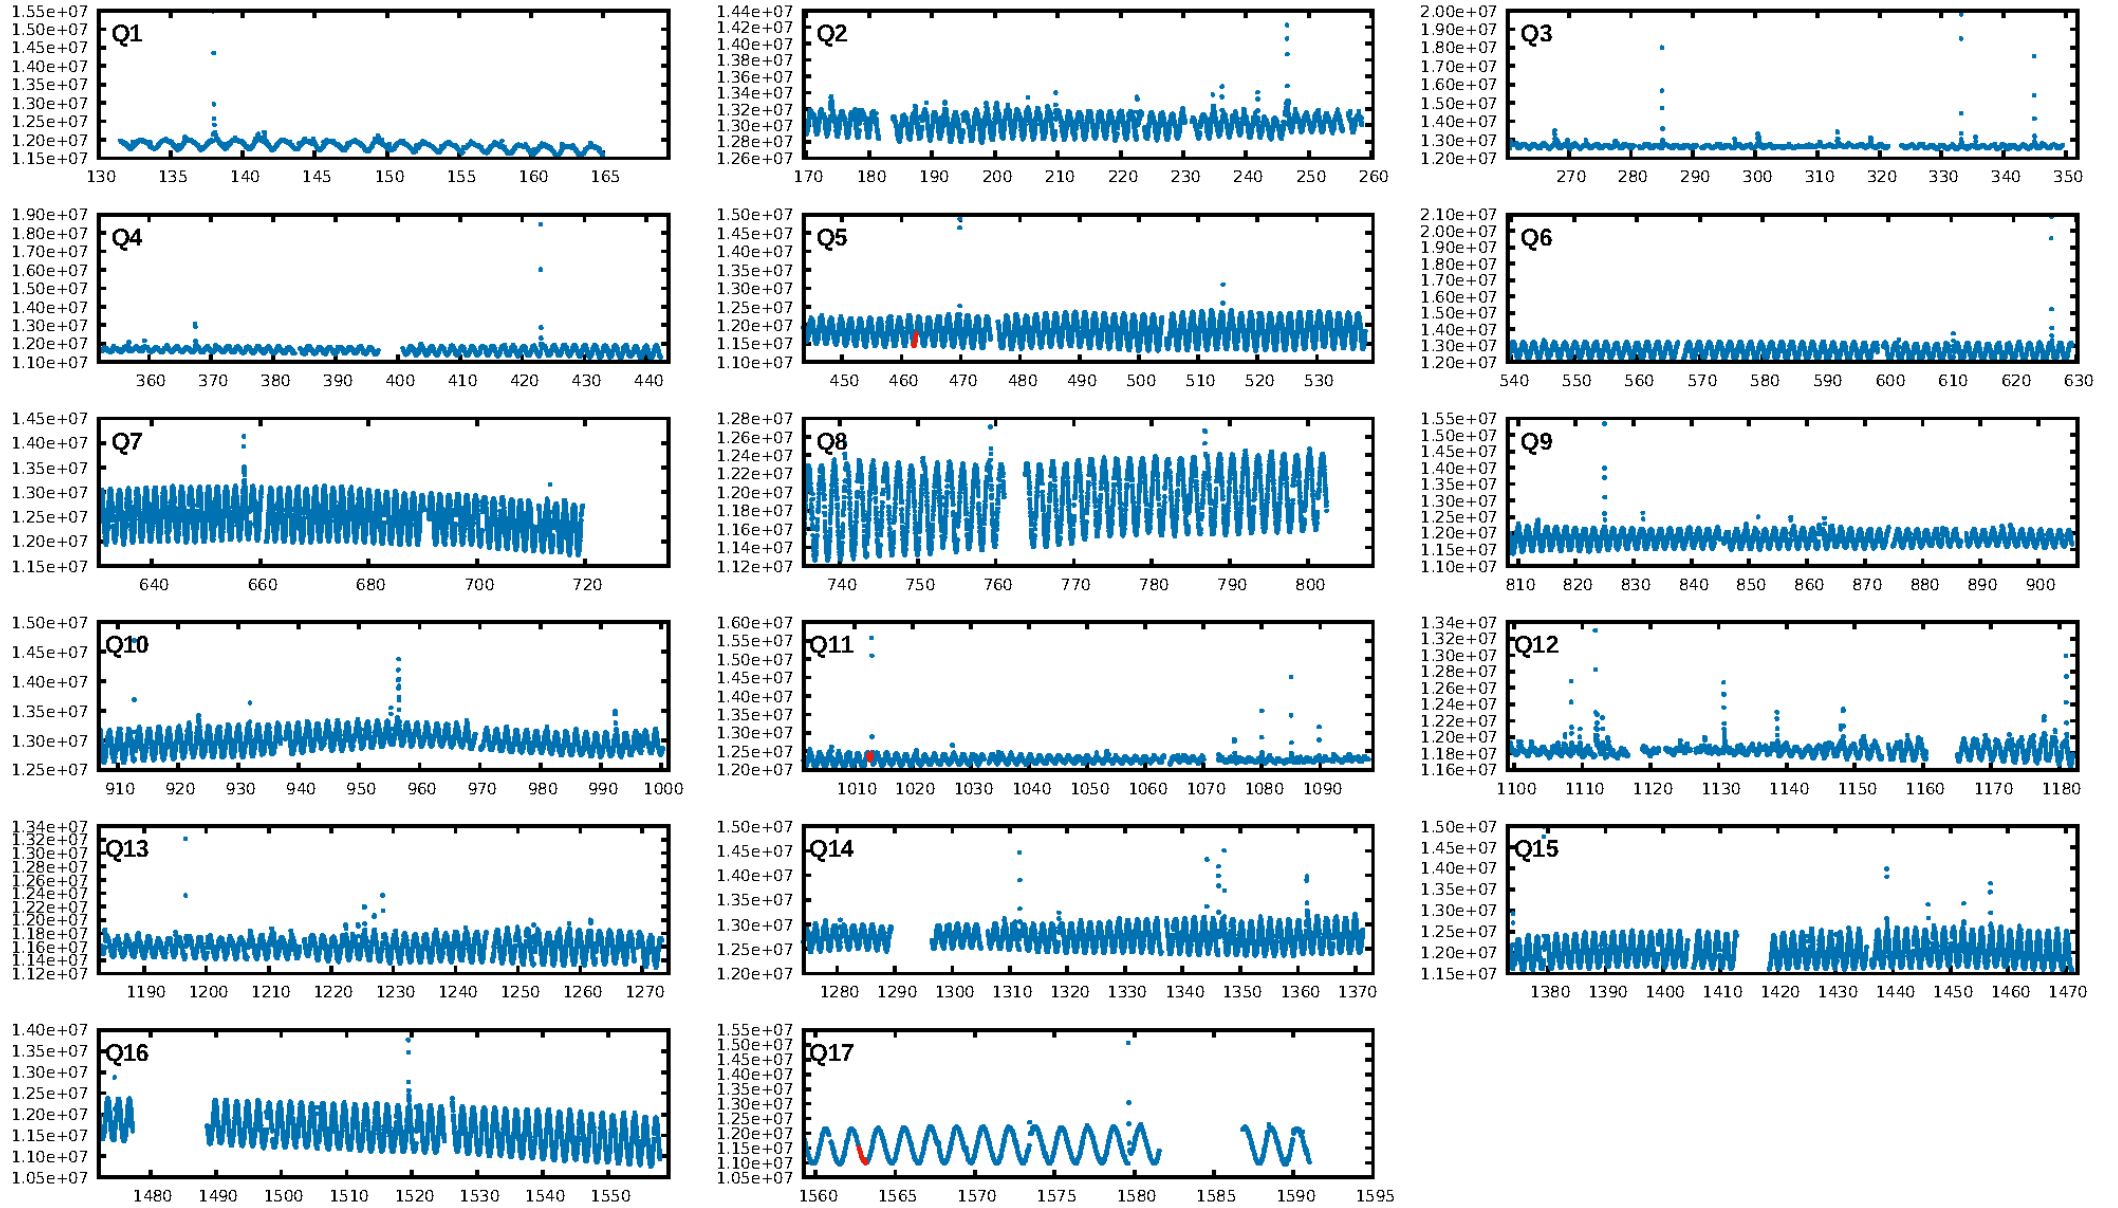 1.55e+07
1.50e+07
1.45e+07
1.40e+07
1.35e+07
1.30e+07
1.25e+07
1.20e+07
1.15e+07
Q1
130 135 140 145 150 155 160 165
1.44e+07
1.42e+07
1.40e+07
1.38e+07
1.36e+07
1.34e+07
1.32e+07
1.30e+07
1.28e+07
1.26e+07
Q2
170 180 190 200 210 220 230 240 250 260
2.00e+07
1.90e+07
1.80e+07
1.70e+07
1.60e+07
1.50e+07
1.40e+07
1.30e+07
1.20e+07
Q3
270 280 290 300 310 320 330 340 350
1.90e+07
1.80e+07
1.70e+07
1.60e+07
1.50e+07
1.40e+07
1.30e+07
1.20e+07
1.10e+07
Q4
360 370 380 390 400 410 420 430 440
1.50e+07
1.45e+07
1.40e+07
1.35e+07
1.30e+07
1.25e+07
1.20e+07
1.15e+07
1.10e+07
Q5
450 460 470 480 490 500 510 520 530
2.10e+07
2.00e+07
1.90e+07
1.80e+07
1.70e+07
1.60e+07
1.50e+07
1.40e+07
1.30e+07
1.20e+07
Q6
540 550 560 570 580 590 600 610 620 630
1.45e+07
1.40e+07
1.35e+07
1.30e+07
1.25e+07
1.20e+07
1.15e+07
Q7
640 660 680 700 720
1.28e+07
1.26e+07
1.24e+07
1.22e+07
1.20e+07
1.18e+07
1.16e+07
1.14e+07
1.12e+07
Q8
740 750 760 770 780 790 800
1.55e+07
1.50e+07
1.45e+07
1.40e+07
1.35e+07
1.30e+07
1.25e+07
1.20e+07
1.15e+07
1.10e+07
Q9
810 820 830 840 850 860 870 880 890 900
1.50e+07
1.45e+07
1.40e+07
1.35e+07
1.30e+07
1.25e+07
Q10
910 920 930 940 950 960 970 980 990 1000
1.60e+07
1.55e+07
1.50e+07
1.45e+07
1.40e+07
1.35e+07
1.30e+07
1.25e+07
1.20e+07
Q11
1010 1020 1030 1040 1050 1060 1070 1080 1090
1.34e+07
1.32e+07
1.30e+07
1.28e+07
1.26e+07
1.24e+07
1.22e+07
1.20e+07
1.18e+07
1.16e+07
Q12
1100 1110 1120 1130 1140 1150 1160 1170 1180
1.34e+07
1.32e+07
1.30e+07
1.28e+07
1.26e+07
1.24e+07
1.22e+07
1.20e+07
1.18e+07
1.16e+07
1.14e+07
1.12e+07
Q13
1190 1200 1210 1220 1230 1240 1250 1260 1270
1.50e+07
1.45e+07
1.40e+07
1.35e+07
1.30e+07
1.25e+07
1.20e+07
Q14
1280 1290 1300 1310 1320 1330 1340 1350 1360 1370
1.50e+07
1.45e+07
1.40e+07
1.35e+07
1.30e+07
1.25e+07
1.20e+07
1.15e+07
Q15
1380 1390 1400 1410 1420 1430 1440 1450 1460 1470
1.40e+07
1.35e+07
1.30e+07
1.25e+07
1.20e+07
1.15e+07
1.10e+07
1.05e+07
Q16
1480 1490 1500 1510 1520 1530 1540 1550
1.55e+07
1.50e+07
1.45e+07
1.40e+07
1.35e+07
1.30e+07
1.25e+07
1.20e+07
1.15e+07
1.10e+07
1.05e+07
Q17
1560 1565 1570 1575 1580 1585 1590 1595